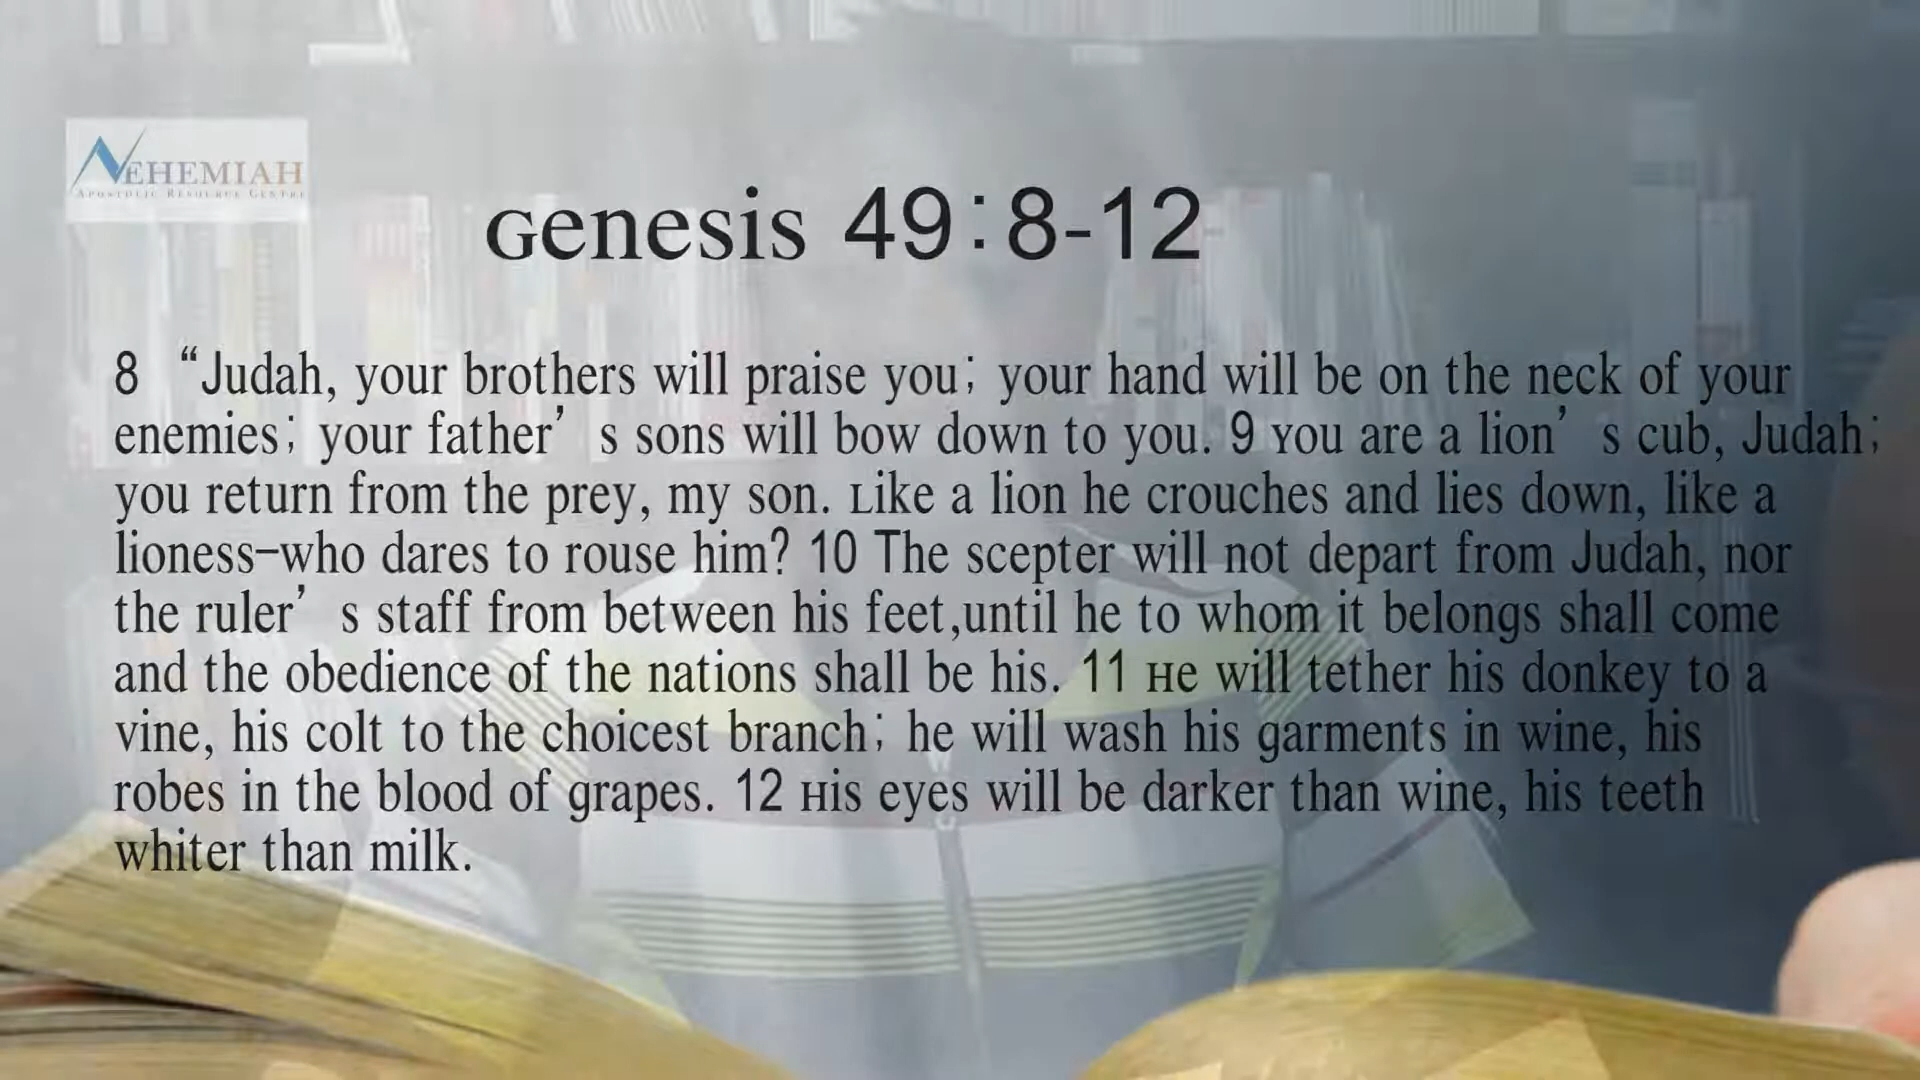 NEHEMIAH
APOSTOLIC RESOURCE CENTRE
Genesis 49:8-12
8 “Judah, your brothers will praise you; your hand will be on the neck of your
enemies; your father’s sons will bow down to you. 9 You are a lion’s cub, Judah;
you return from the prey, my son. Like a lion he crouches and lies down, like a
lioness–who dares to rouse him? 10 The scepter will not depart from Judah, nor
the ruler’s staff from between his feet,until he to whom it belongs shall come
and the obedience of the nations shall be his. 11 He will tether his donkey to a
vine, his colt to the choicest branch; he will wash his garments in wine, his
robes in the blood of grapes. 12 His eyes will be darker than wine, his teeth
whiter than milk.